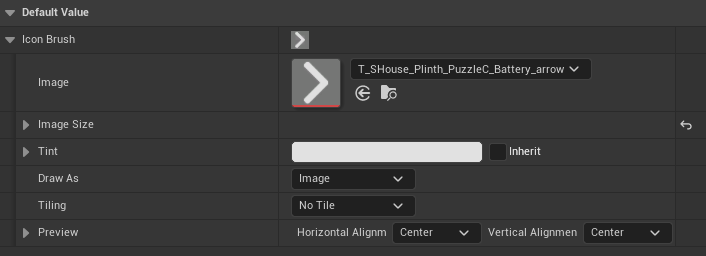 Default Value
Icon Brush
Image
T_SHouse_Plinth_PuzzleC_Battery_arrow
Image Size
Tint
Inherit
Draw As
Image
Tiling
No Tile
Preview
Horizontal Alignm
Center
Vertical Alignmen
Center